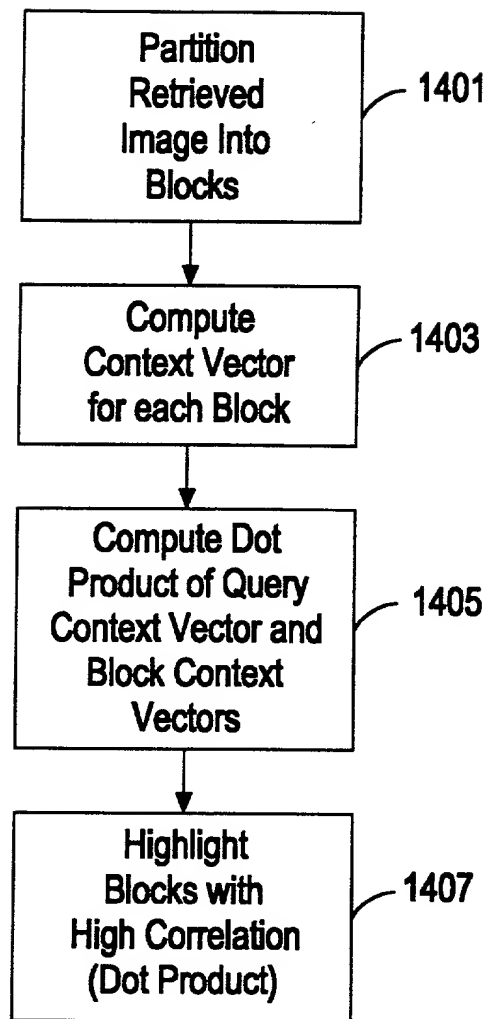 Partition
Retrieved
Image Into
Blocks
1401
Compute
Context Vector
for each Block
1403
Compute Dot
Product of Query
Context Vector and
Block Context
Vectors
1405
Highlight
Blocks with
High Correlation
(Dot Product)
1407